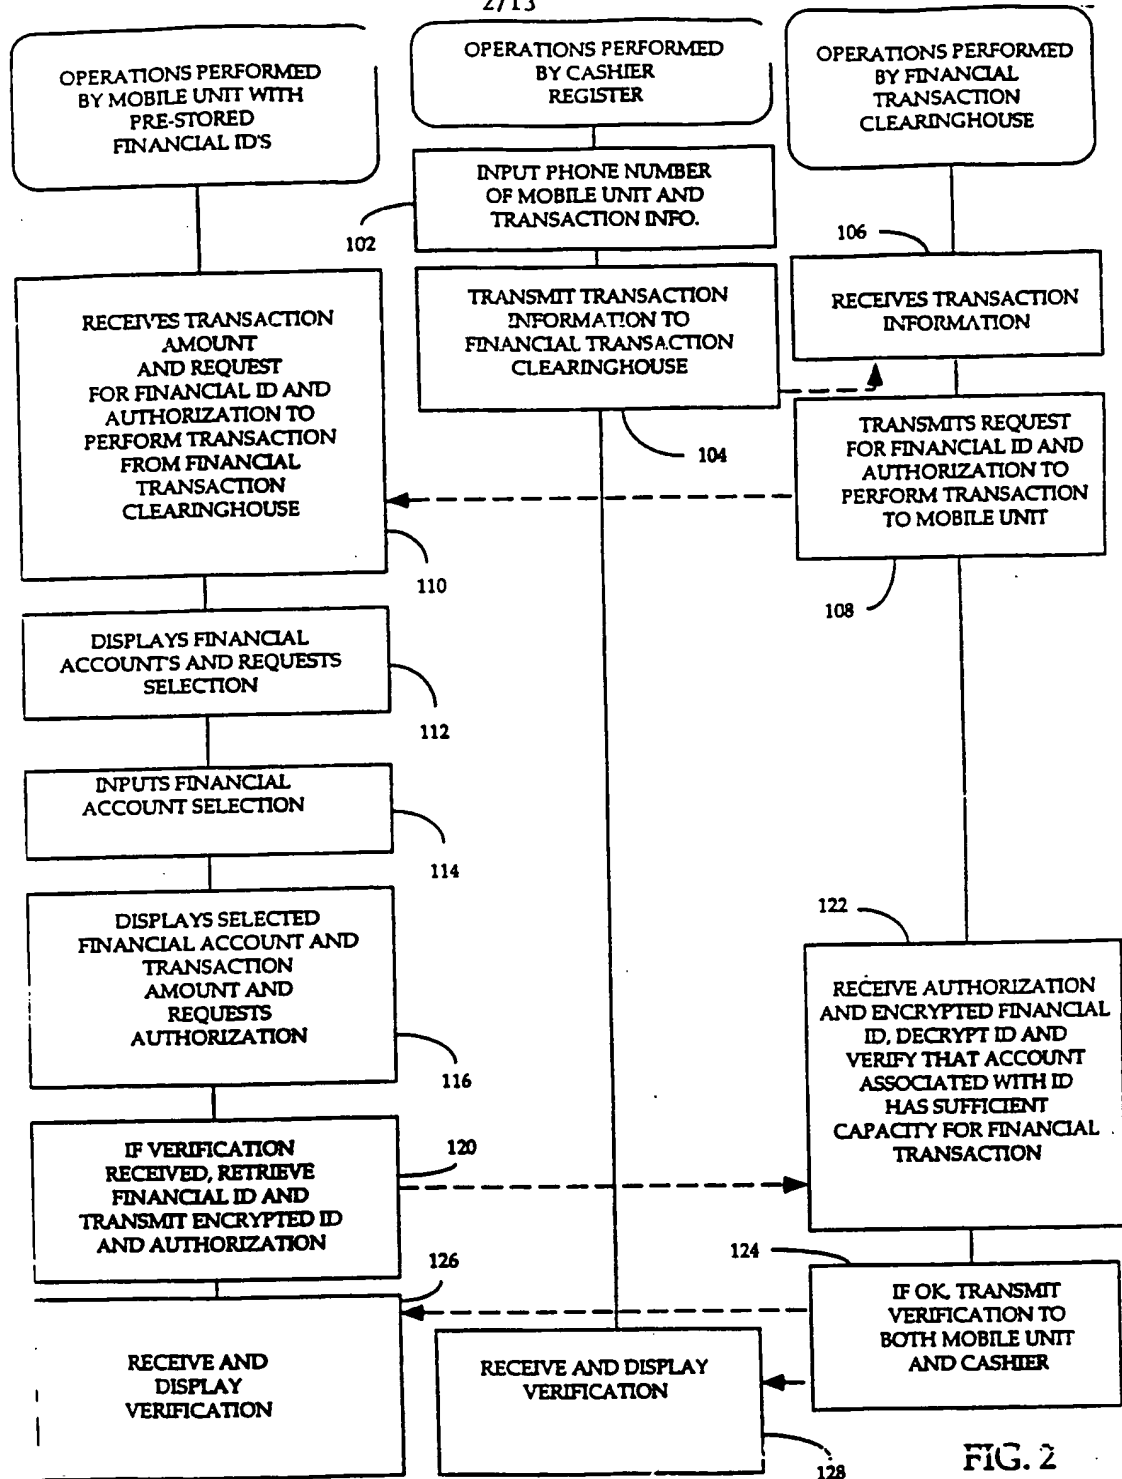 2/13
OPERATIONS PERFORMED
BY MOBILE UNIT WITH
PRE-STORED
FINANCIAL ID'S
OPERATIONS PERFORMED
BY CASHIER
REGISTER
OPERATIONS PERFORMED
BY FINANCIAL
TRANSACTION
CLEARINGHOUSE
INPUT PHONE NUMBER
OF MOBILE UNIT AND
TRANSACTION INFO.
102
TRANSMIT TRANSACTION
INFORMATION TO
FINANCIAL TRANSACTION
CLEARINGHOUSE
104
106
RECEIVES TRANSACTION
INFORMATION
TRANSMITS REQUEST
FOR FINANCIAL ID AND
AUTHORIZATION TO
PERFORM TRANSACTION
TO MOBILE UNIT
108
RECEIVES TRANSACTION
AMOUNT
AND REQUEST
FOR FINANCIAL ID AND
AUTHORIZATION TO
PERFORM TRANSACTION
FROM FINANCIAL
TRANSACTION
CLEARINGHOUSE
110
DISPLAYS FINANCIAL
ACCOUNT'S AND REQUESTS
SELECTION
112
INPUTS FINANCIAL
ACCOUNT SELECTION
114
DISPLAYS SELECTED
FINANCIAL ACCOUNT AND
TRANSACTION
AMOUNT AND
REQUESTS
AUTHORIZATION
116
IF VERIFICATION
RECEIVED, RETRIEVE
FINANCIAL ID AND
TRANSMIT ENCRYPTED ID
AND AUTHORIZATION
120
122
RECEIVE AUTHORIZATION
AND ENCRYPTED FINANCIAL
ID, DECRYPT ID AND
VERIFY THAT ACCOUNT
ASSOCIATED WITH ID
HAS SUFFICIENT
CAPACITY FOR FINANCIAL
TRANSACTION
124
IF OK, TRANSMIT
VERIFICATION TO
BOTH MOBILE UNIT
AND CASHIER
126
RECEIVE AND
DISPLAY
VERIFICATION
RECEIVE AND DISPLAY
VERIFICATION
128
FIG. 2